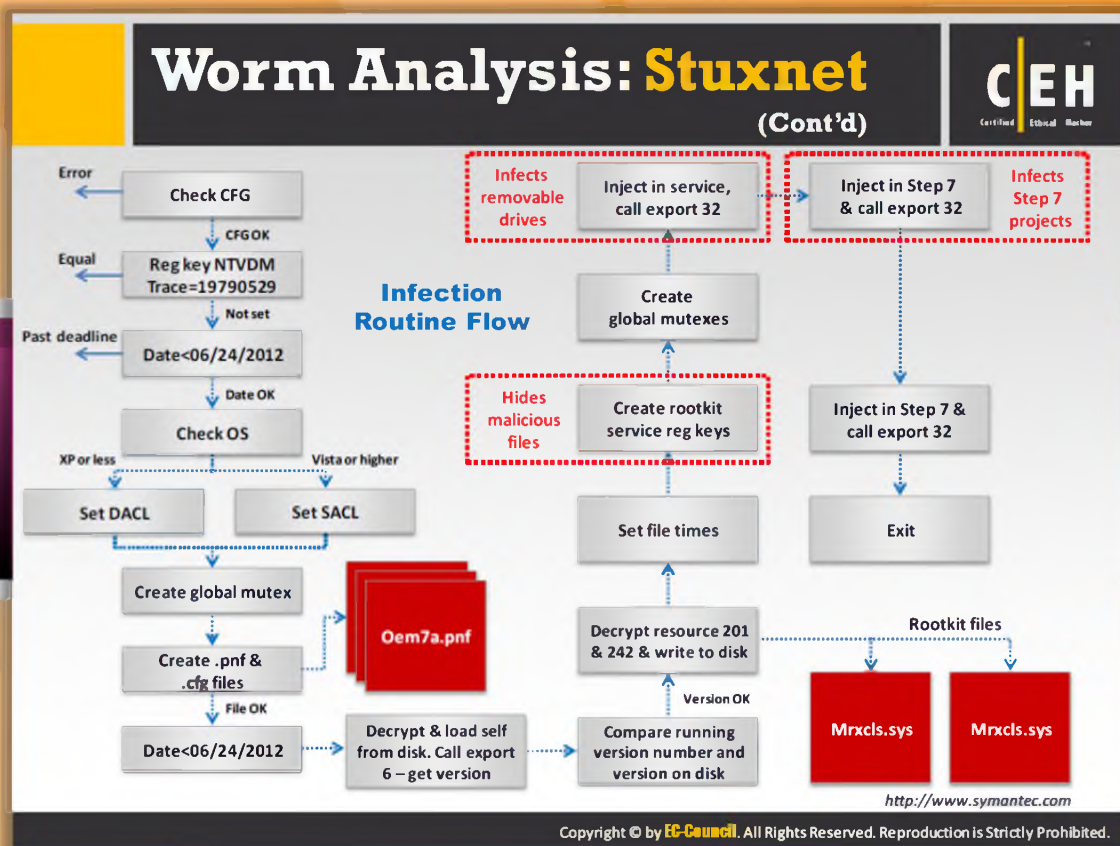 Worm Analysis: Stuxnet
(Cont'd)
C|EH
Certified Ethical Hacker
Error
Check CFG
CFG OK
Equal
Reg key NTVDM
Trace=19790529
Not set
Past deadline
Date<06/24/2012
Date OK
Check OS
XP or less
Vista or higher
Set DACL
Set SACL
Create global mutex
Create .pnf &
.cfg files
Oem7a.pnf
File OK
Date<06/24/2012
Decrypt & load self
from disk. Call export
6 – get version
Compare running
version number and
version on disk
Version OK
Decrypt resource 201
& 242 & write to disk
Rootkit files
Mrxcls.sys
Mrxcls.sys
Set file times
Hides
malicious
files
Create rootkit
service reg keys
Infection
Routine Flow
Create
global mutexes
Infects
removable
drives
Inject in service,
call export 32
Inject in Step 7
& call export 32
Infects
Step 7
projects
Inject in Step 7 &
call export 32
Exit
http://www.symantec.com
Copyright © by EC-Council. All Rights Reserved. Reproduction is Strictly Prohibited.